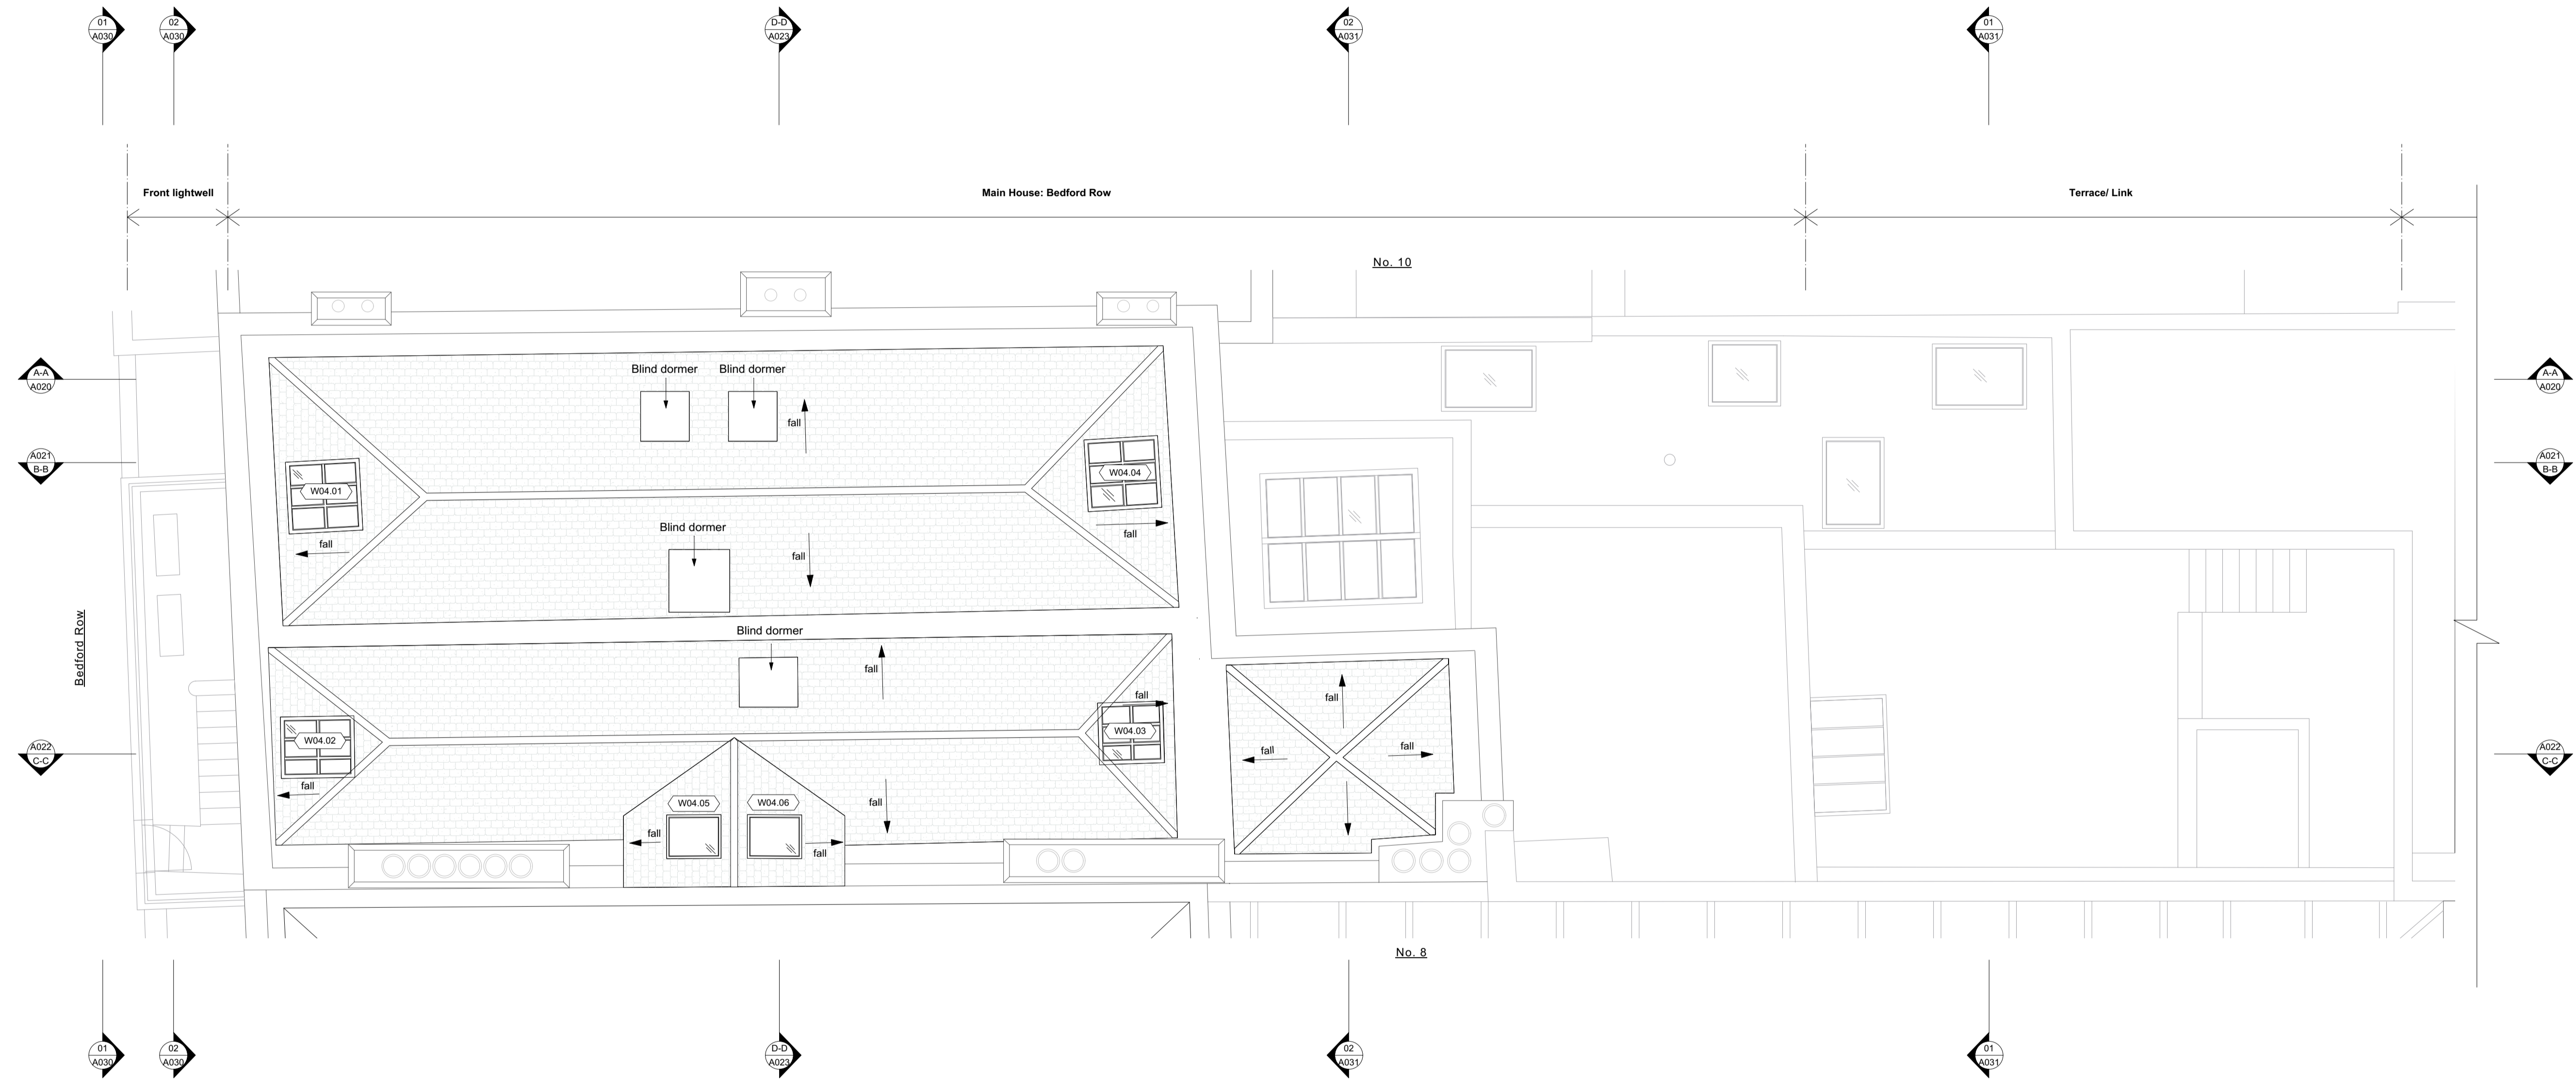 01
A030
02
A030
D-D
A023
02
A031
01
A031
Front lightwell
Main House: Bedford Row
Terrace/ Link
No. 10
A-A
A020
A-A
A020
Blind dormer
Blind dormer
fall
A021
B-B
A021
B-B
W04.01
W04.04
Blind dormer
fall
fall
fall
Bedford Row
Blind dormer
fall
fall
fall
W04.02
W04.03
fall
fall
A022
C-C
A022
C-C
fall
W04.05
W04.06
fall
fall
fall
No. 8
01
A030
02
A030
D-D
A023
02
A031
01
A031